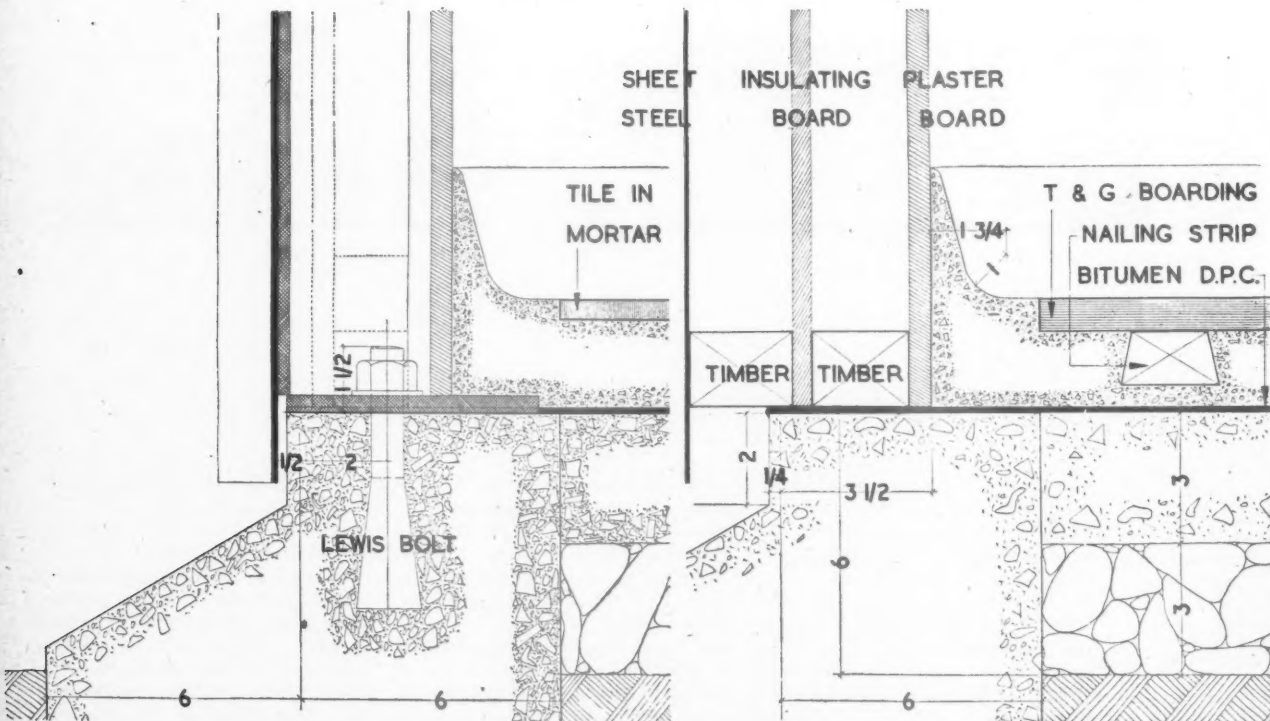 SHEET INSULATING PLASTER
STEEL BOARD BOARD
TILE IN
MORTAR
T & G BOARDING
1 3/4
NAILING STRIP
1
BITUMEN D.P.C.
1 1/2
TIMBER TIMBER
1/2
2
2
1/4
3 1/2
3
LEWIS BOLT
6
3
6
6
6